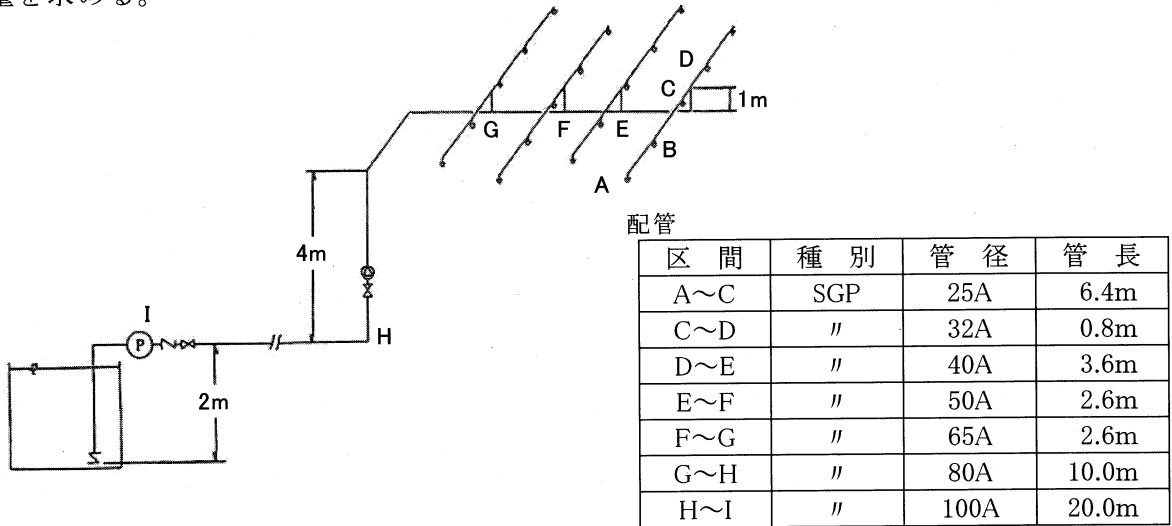 を求める。
D
C
1m
G
F
E
B
A
4m
I
P
H
2m
配管
区 間 種 別 管 径 管 長
A～C SGP 25A 6.4m
C～D 〃 32A 0.8m
D～E 〃 40A 3.6m
E～F 〃 50A 2.6m
F～G 〃 65A 2.6m
G～H 〃 80A 10.0m
H～I 〃 100A 20.0m